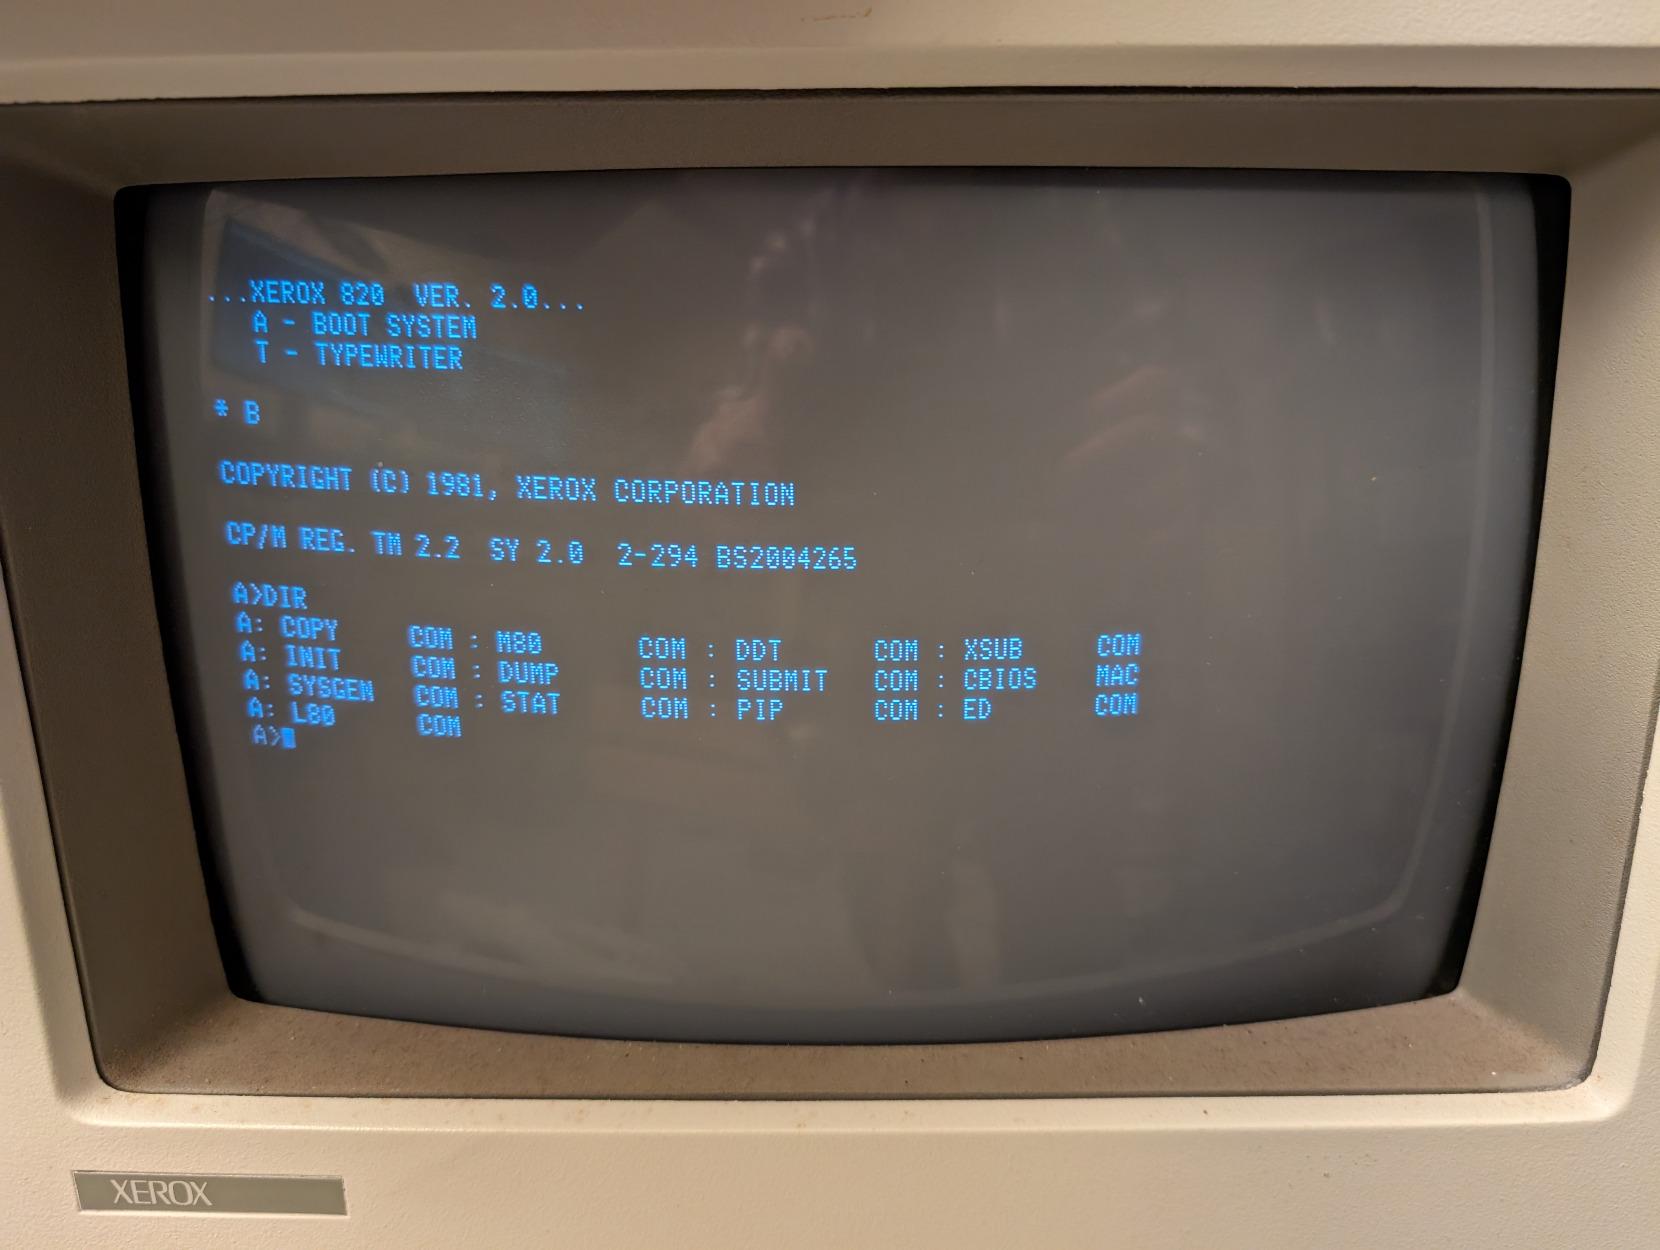 ...XEROX 820  VER. 2.0...
A - BOOT SYSTEM
T - TYPEWRITER
* B
COPYRIGHT (C) 1981, XEROX CORPORATION
CP/M REG. TM 2.2  SY 2.0  2-294 BS2004265
A>DIR
A: COPY     COM : M80      COM : DDT      COM : XSUB     COM
A: INIT     COM : DUMP     COM : SUBMIT   COM : CBIOS    MAC
A: SYSGEN   COM : STAT     COM : PIP      COM : ED       COM
A: L80      COM
A>
XEROX